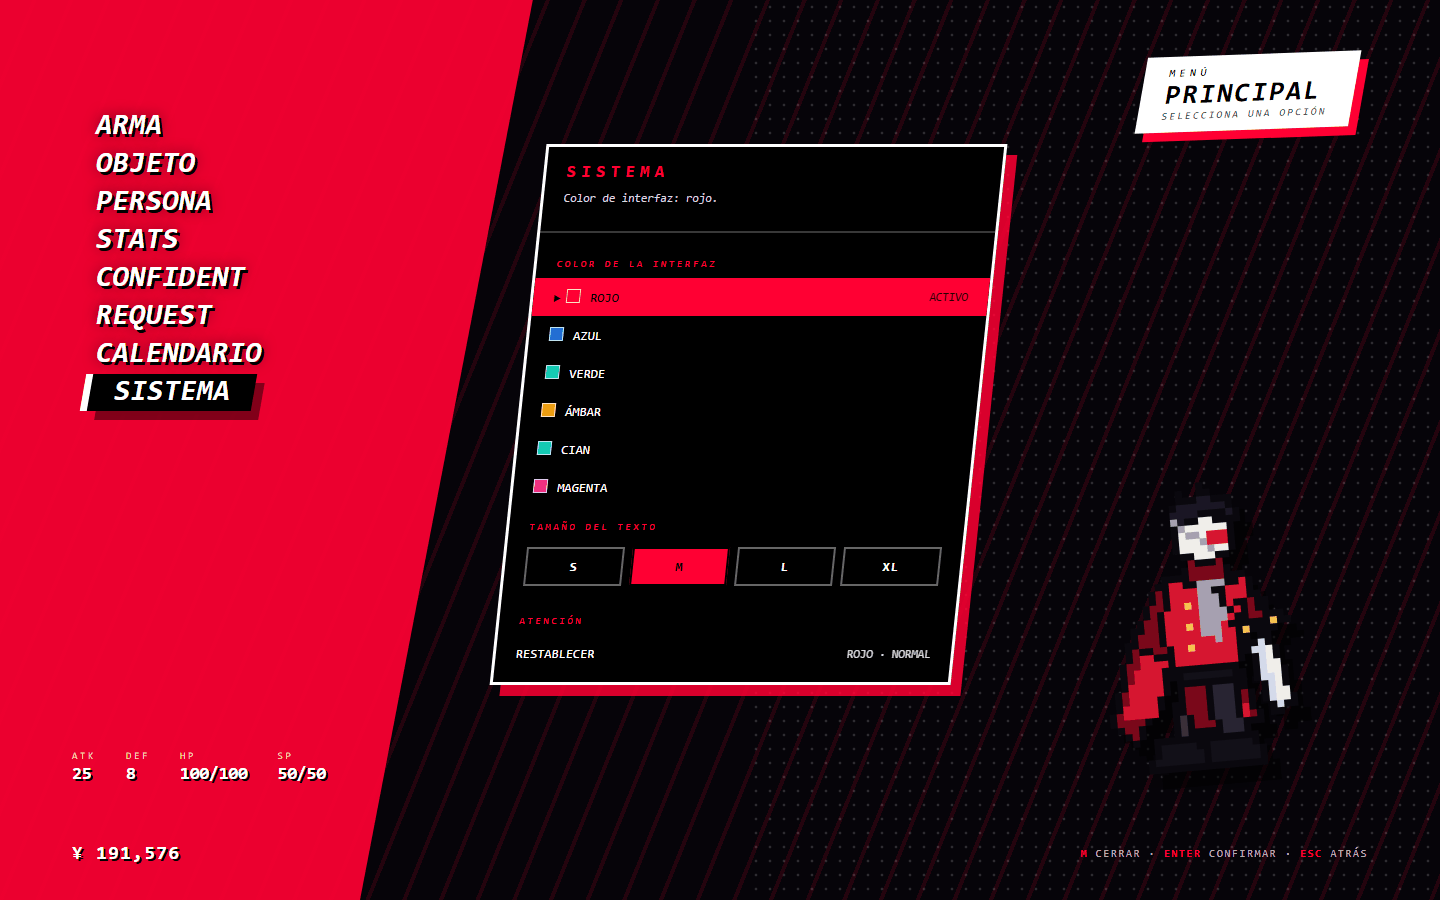 ARMA
OBJETO
PERSONA
STATS
CONFIDENT
REQUEST
CALENDARIO
SISTEMA
ATK DEF HP SP
25 8 100/100 50/50
¥ 191,576
MENÚ
PRINCIPAL
SELECCIONA UNA OPCIÓN
SISTEMA
Color de interfaz: rojo.
COLOR DE LA INTERFAZ
▶ ROJO ACTIVO
AZUL
VERDE
ÁMBAR
CIAN
MAGENTA
TAMAÑO DEL TEXTO
S M L XL
ATENCIÓN
RESTABLECER ROJO · NORMAL
M CERRAR · ENTER CONFIRMAR · ESC ATRÁS